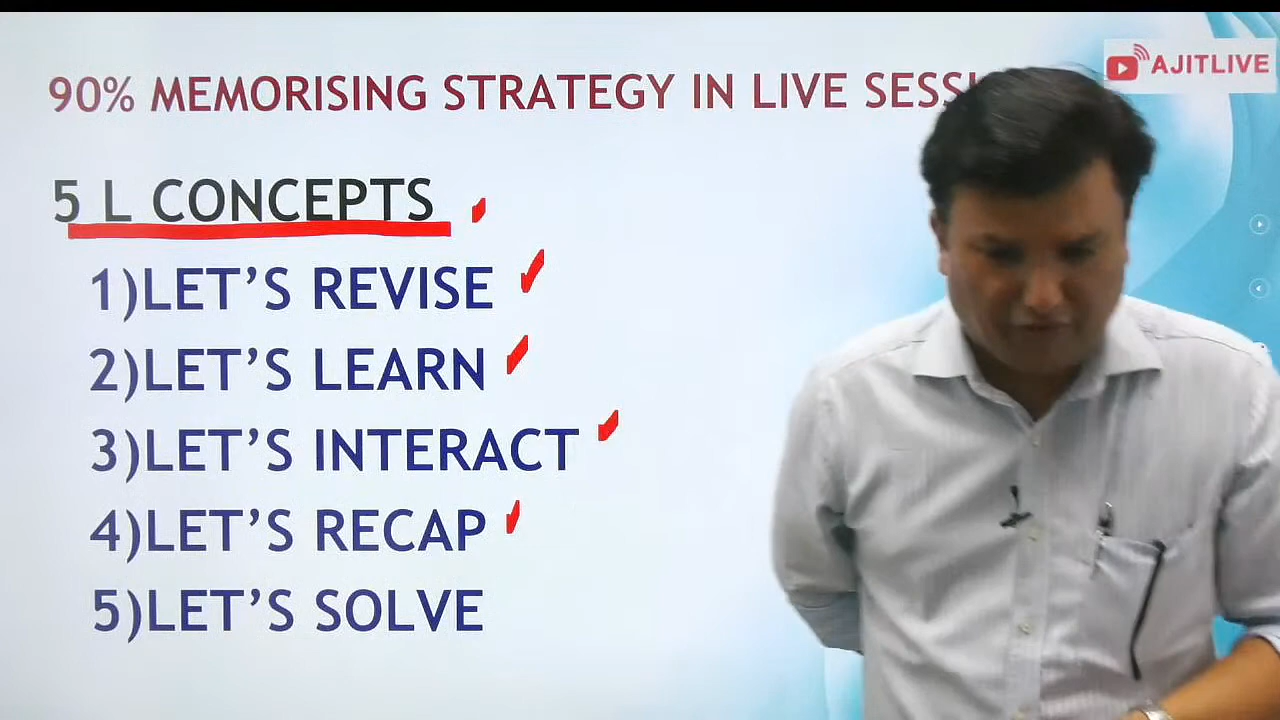 AJITLIVE
90% MEMORISING STRATEGY IN LIVE
5 L CONCEPTS
1)LET'S REVISE
2)LET'S LEARN
3)LET'S INTERACT
4)LET'S RECAP
5)LET'S SOLVE